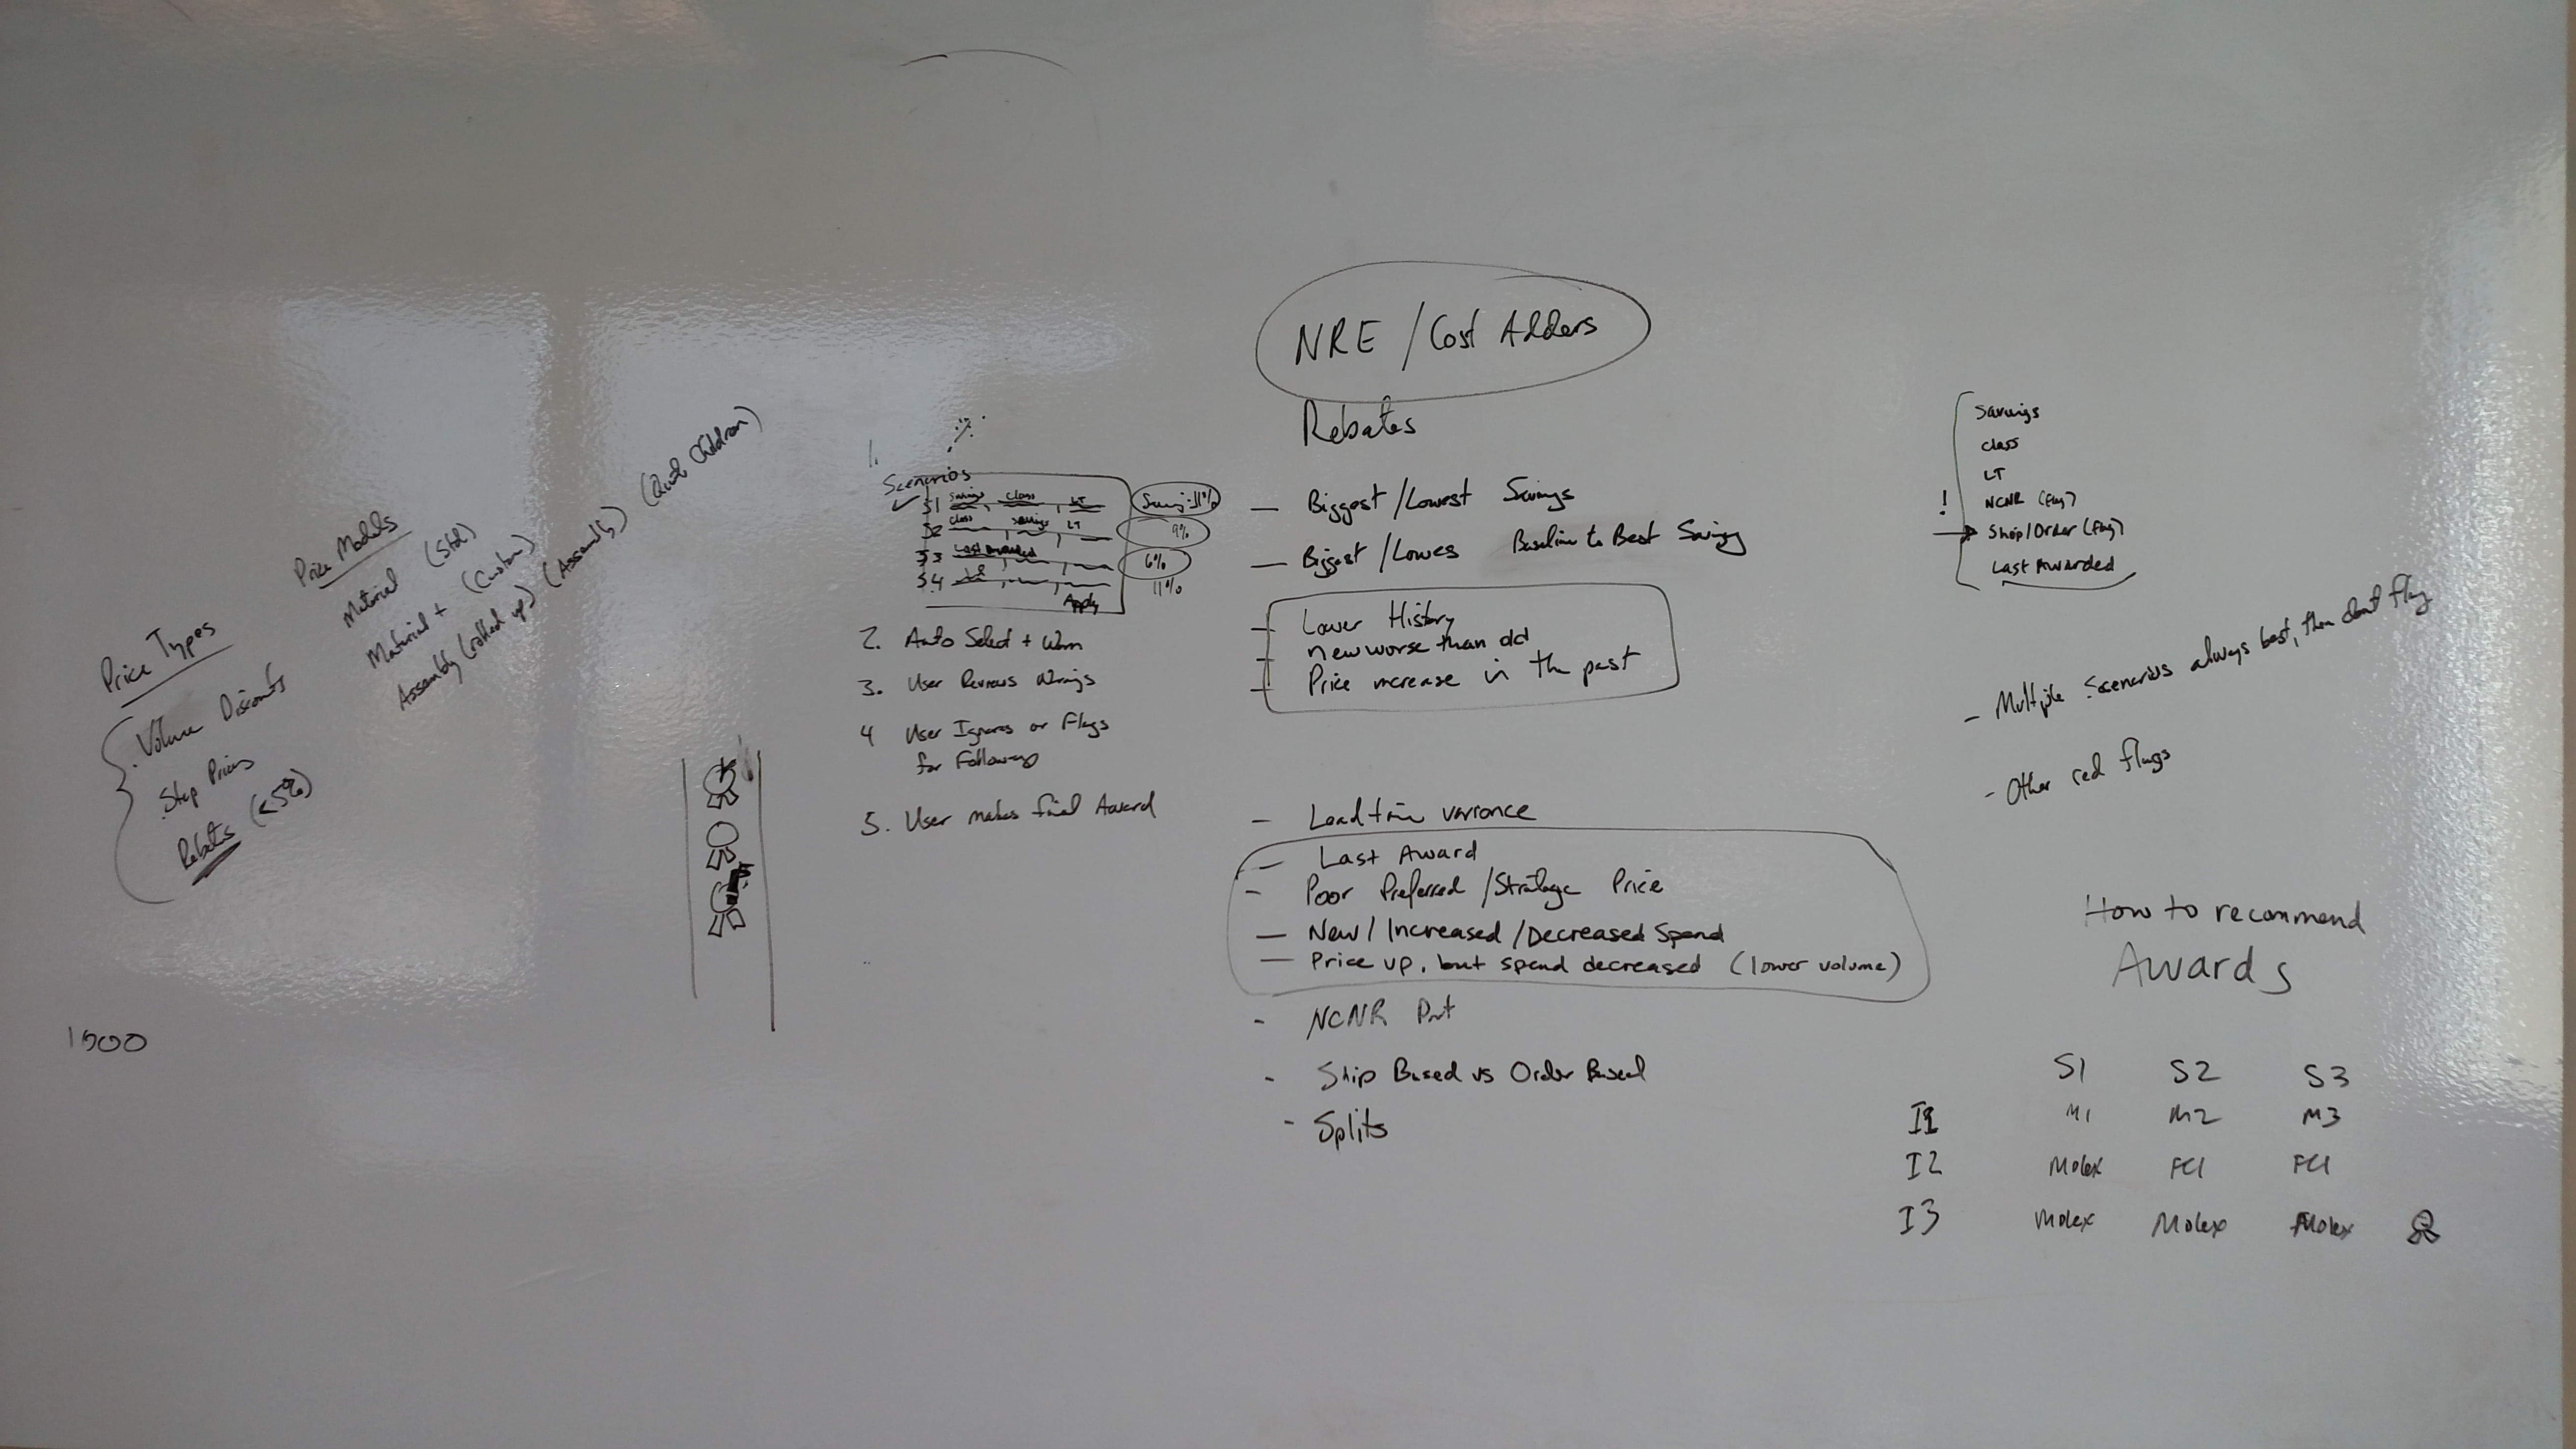 Price Types
Volume Discounts
Step Prices
Rebates (<5%)
Price Models
Material (Std)
Material + (Custom)
Assembly (rolled up) (Assembly) (Quote Children)
1500
1.
Scenarios
S1 Savings, Class, LT Saving: 11%
S2 Class, Savings, LT 9%
S3 Last Awarded 6%
S4 11%
Apply
2. Auto Select + Warn
3. User Reviews
4 User Ignores or Flags
for Followup
5. User makes final Award
NRE / Cost Adders
Rebates
— Biggest / Lowest Savings
— Biggest / Lowes Baseline to Best Savings
— Lower History
— new worse than old
— Price increase in the past
— Lead time variance
— Last Award
- Poor Preferred / Strategic Price
— New / Increased / Decreased Spend
— Price up, but spend decreased (lower volume)
- NCNR Part
- Ship Based vs Order Based
- Splits
Savings
class
LT
! NCNR (flag)
Ship/Order (flag)
Last Awarded
- Multiple Scenarios always best, then dont flag
- Other red flags
How to recommend
Awards
S1 S2 S3
I1 M1 M2 M3
I2 Molex FCI FCI
I3 Molex Molex Molex